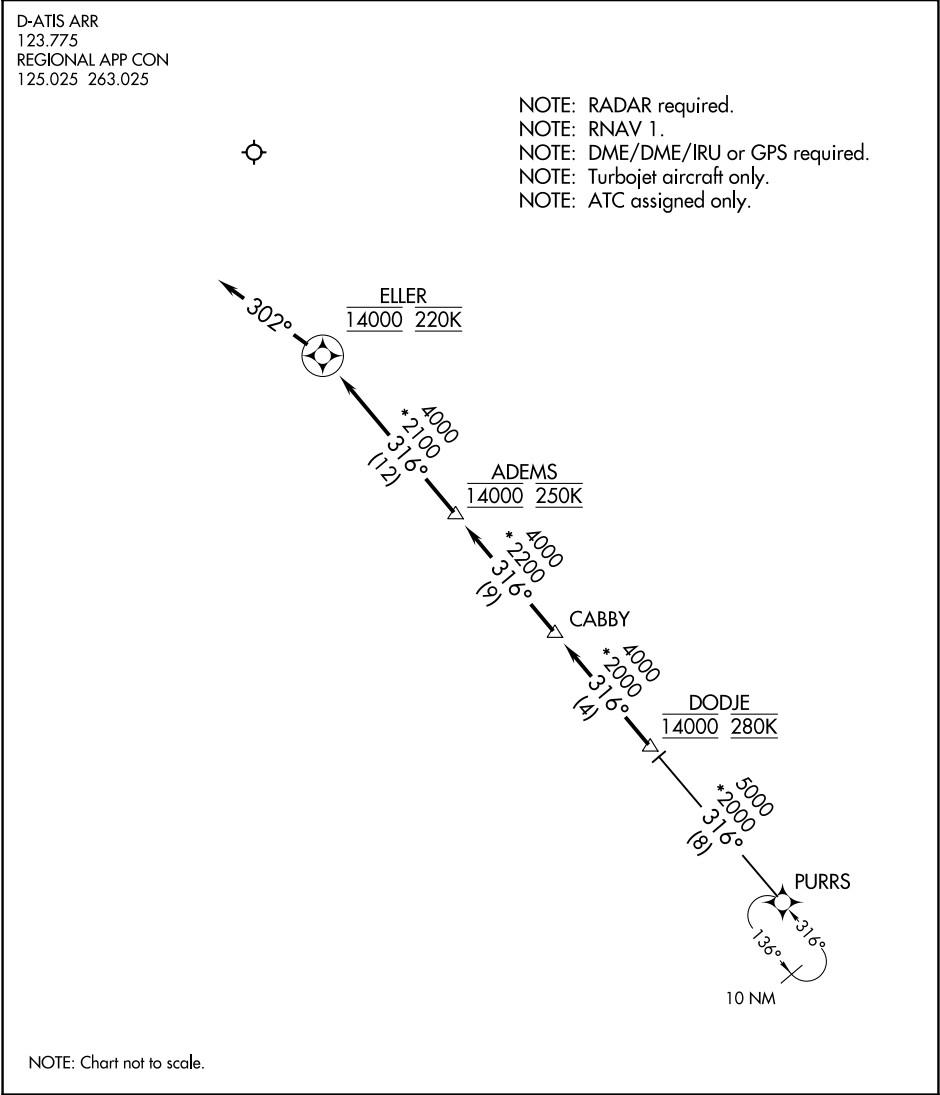 D-ATIS ARR
123.775
REGIONAL APP CON
125.025 263.025
NOTE: RADAR required.
NOTE: RNAV 1.
NOTE: DME/DME/IRU or GPS required.
NOTE: Turbojet aircraft only.
NOTE: ATC assigned only.
302°
ELLER
14000 220K
4000
*2100
316°
(12)
ADEMS
14000 250K
4000
*2200
316°
(9)
CABBY
4000
*2000
316°
(4)
DODJE
14000 280K
5000
*2000
316°
(8)
PURRS
316°
136°
10 NM
NOTE: Chart not to scale.